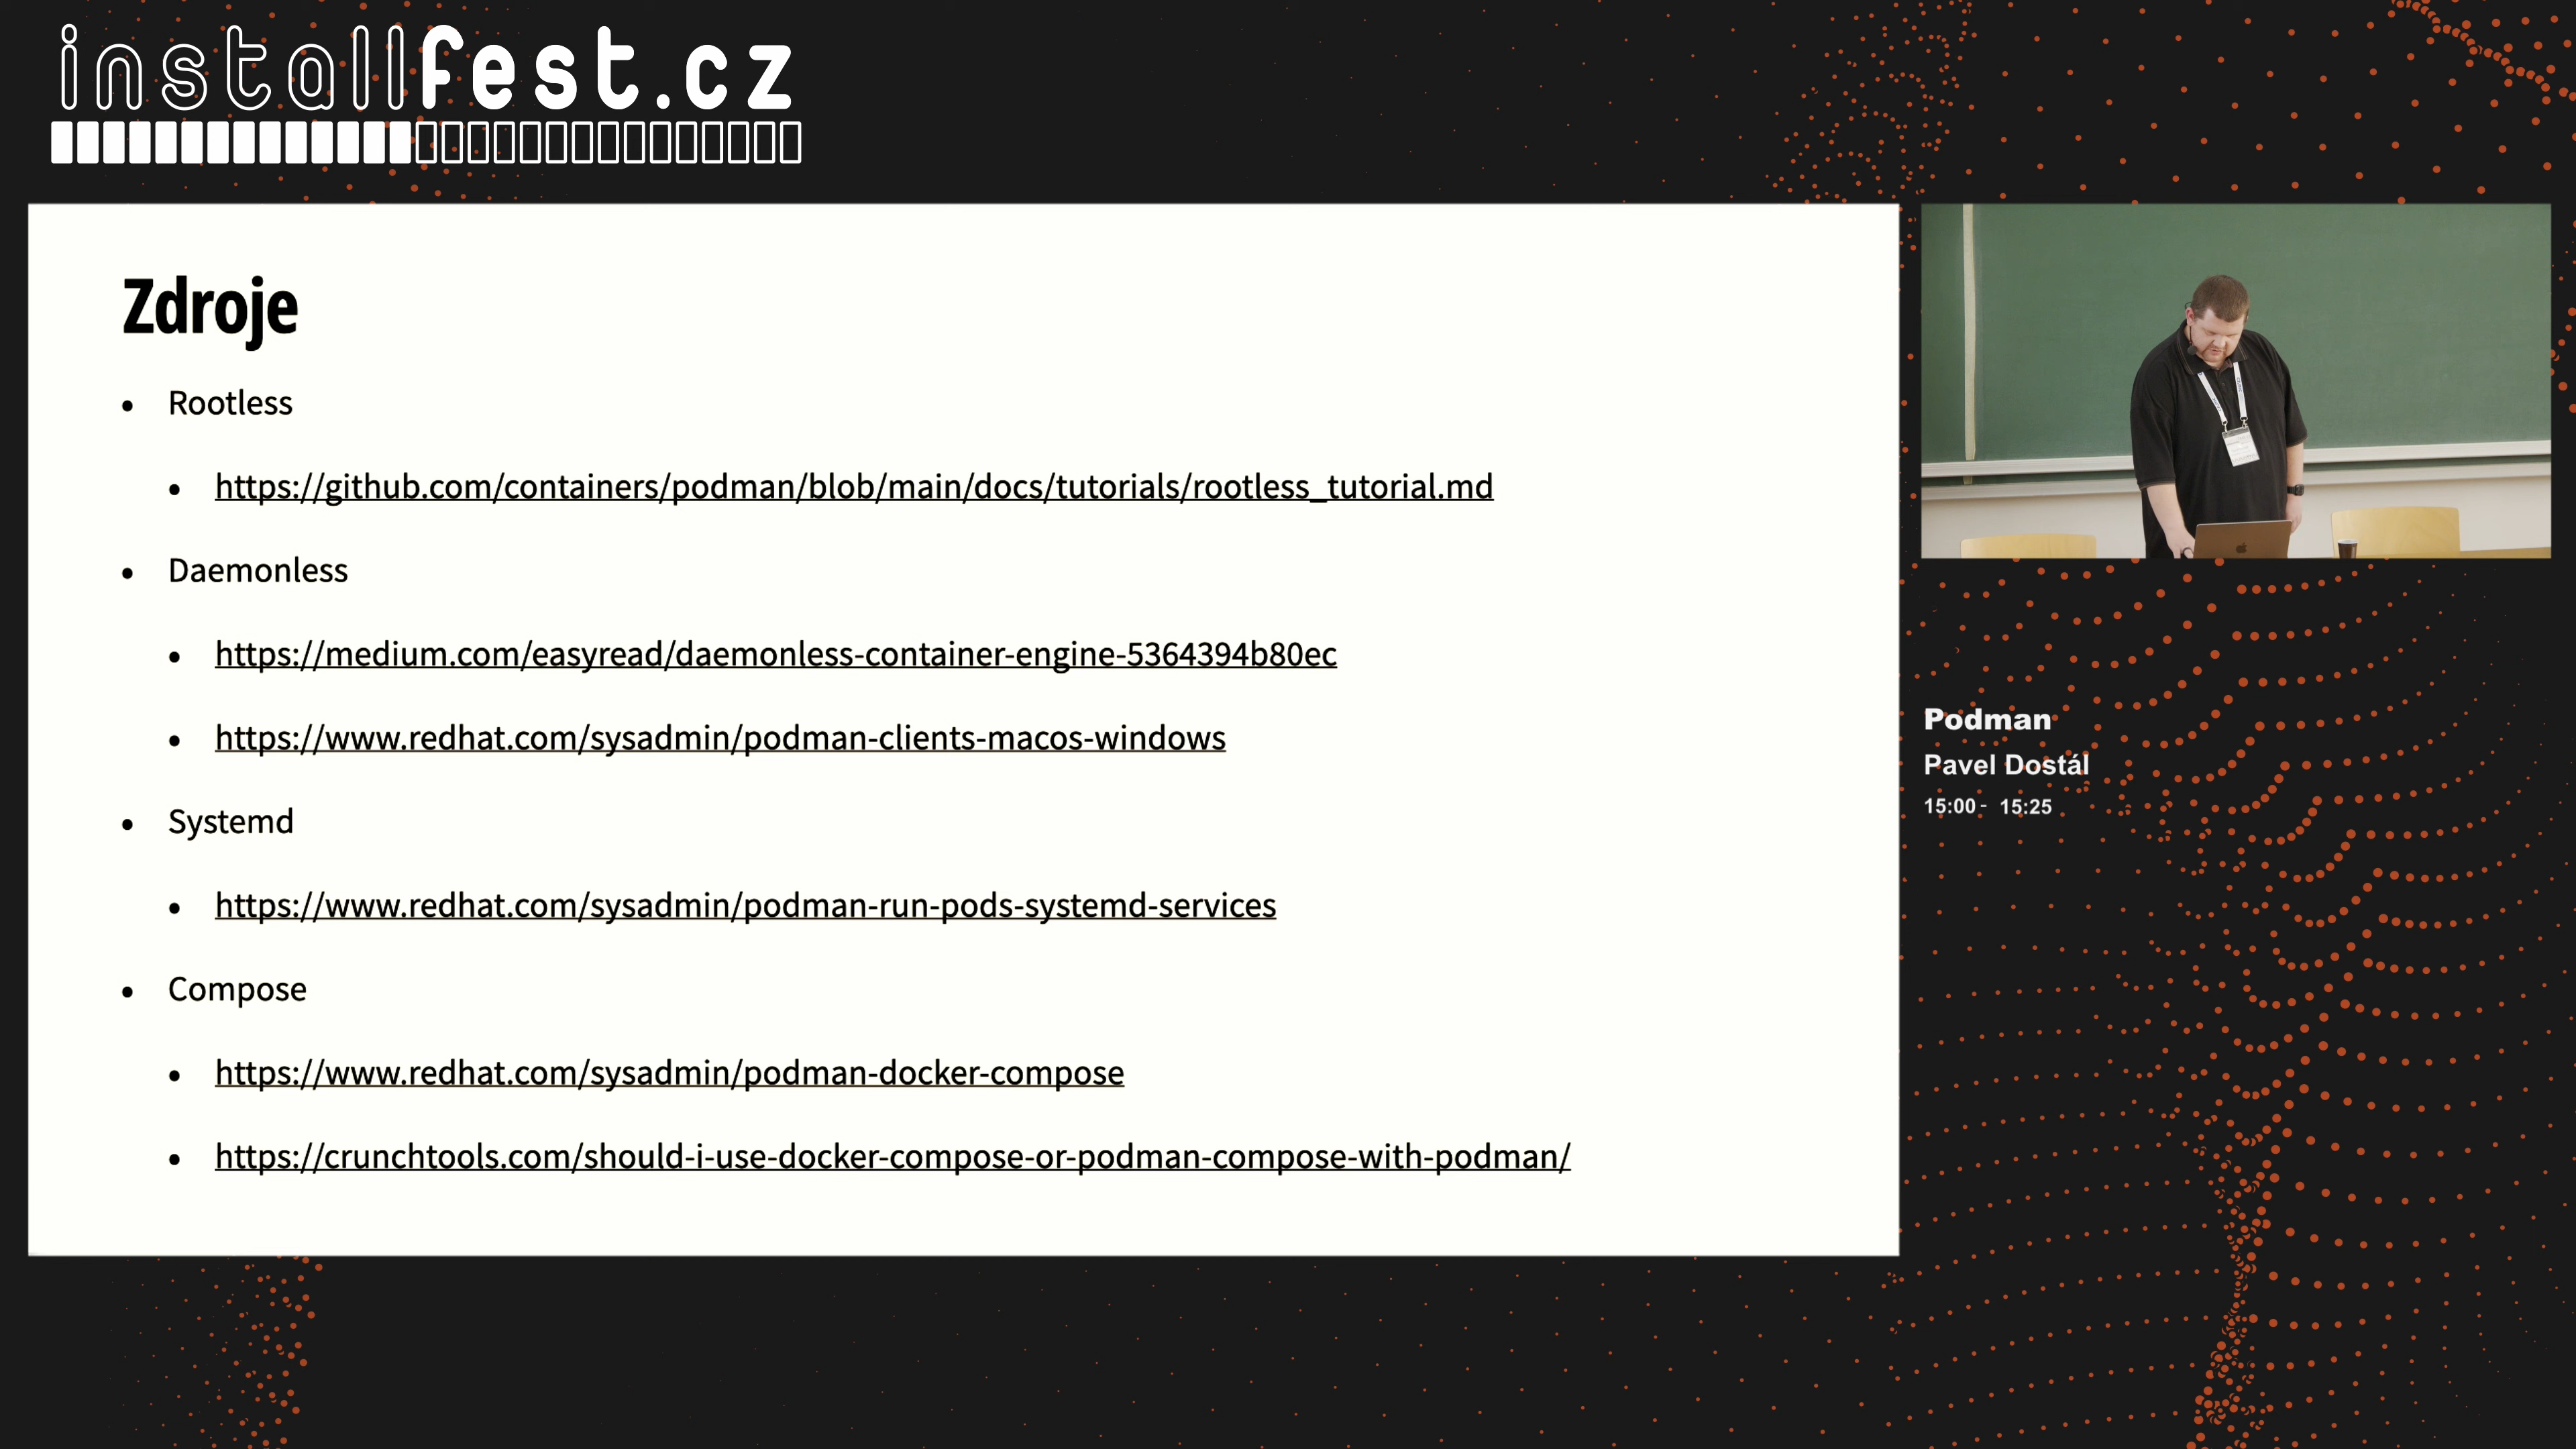 installfest.cz
Zdroje
• Rootless
• https://github.com/containers/podman/blob/main/docs/tutorials/rootless_tutorial.md
• Daemonless
• https://medium.com/easyread/daemonless-container-engine-5364394b80ec
• https://www.redhat.com/sysadmin/podman-clients-macos-windows
• Systemd
• https://www.redhat.com/sysadmin/podman-run-pods-systemd-services
• Compose
• https://www.redhat.com/sysadmin/podman-docker-compose
• https://crunchtools.com/should-i-use-docker-compose-or-podman-compose-with-podman/
Podman
Pavel Dostál
15:00 - 15:25